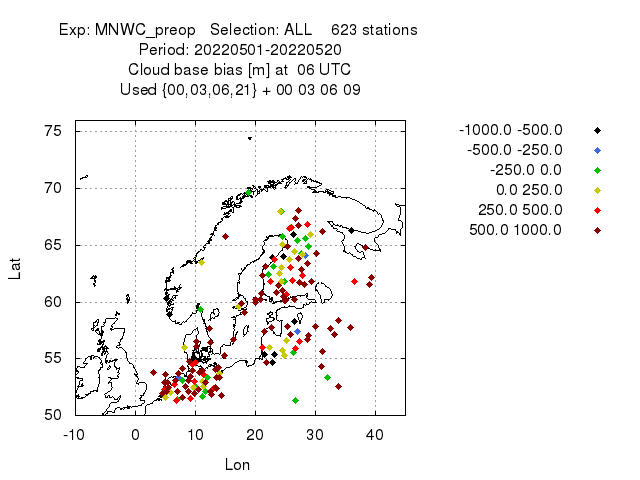 Exp: MNWC_preop   Selection: ALL    623 stations
Period: 20220501-20220520
Cloud base bias [m] at  06 UTC
Used {00,03,06,21} + 00 03 06 09
-1000.0 -500.0
-500.0 -250.0
-250.0 0.0
0.0 250.0
250.0 500.0
500.0 1000.0
75
70
65
60
55
50
Lat
-10 0 10 20 30 40
Lon